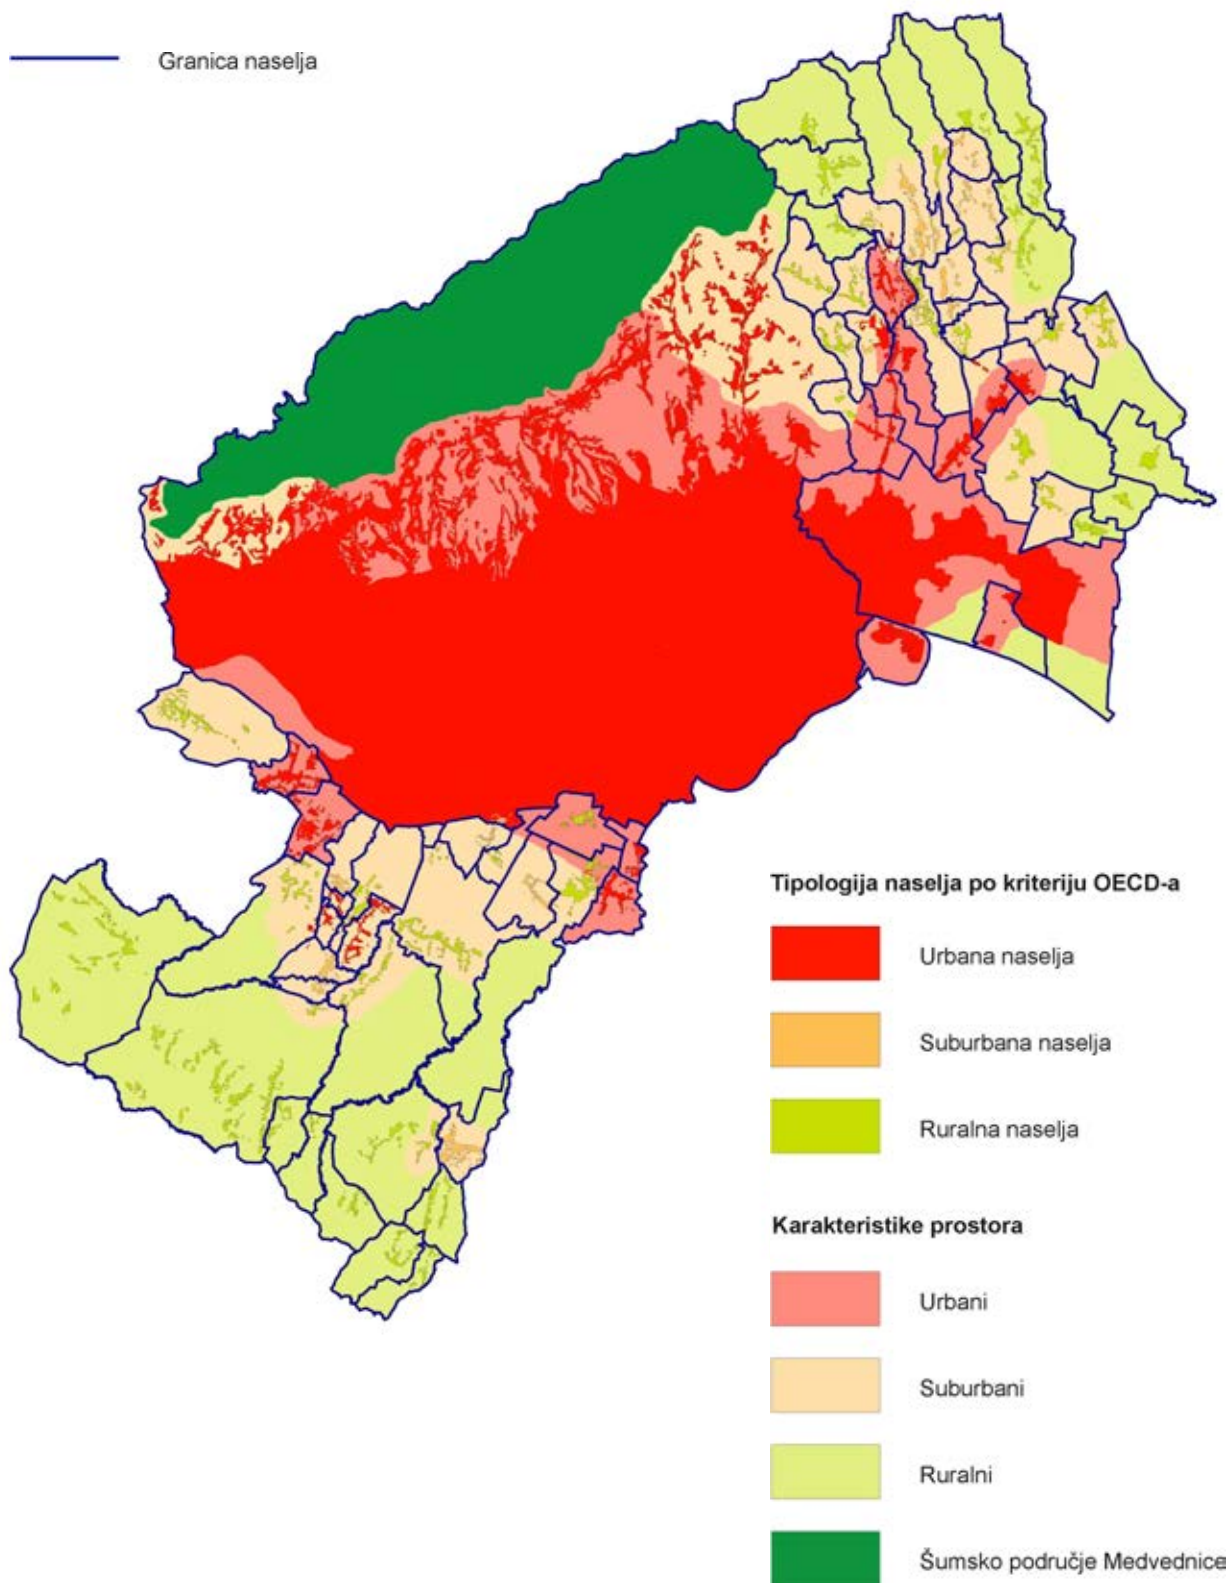 Granica naselja
Tipologija naselja po kriteriju OECD-a
Urbana naselja
Suburbana naselja
Ruralna naselja
Karakteristike prostora
Urbani
Suburbani
Ruralni
Šumsko područje Medvednice